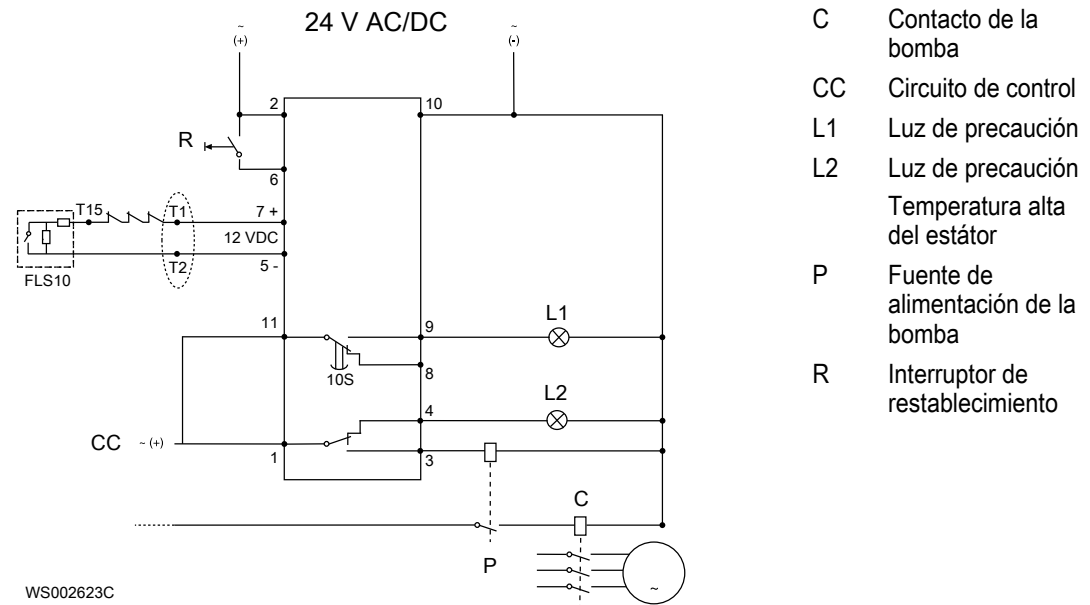 24 V AC/DC
~
(+)
~
(-)
2
10
R
6
T15
T1
7 +
12 VDC
T2
5 -
FLS10
11
9
L1
10S
8
L2
4
CC ~ (+)
1
3
C
P
~
WS002623C
C Contacto de la
bomba
CC Circuito de control
L1 Luz de precaución
L2 Luz de precaución
Temperatura alta
del estátor
P Fuente de
alimentación de la
bomba
R Interruptor de
restablecimiento